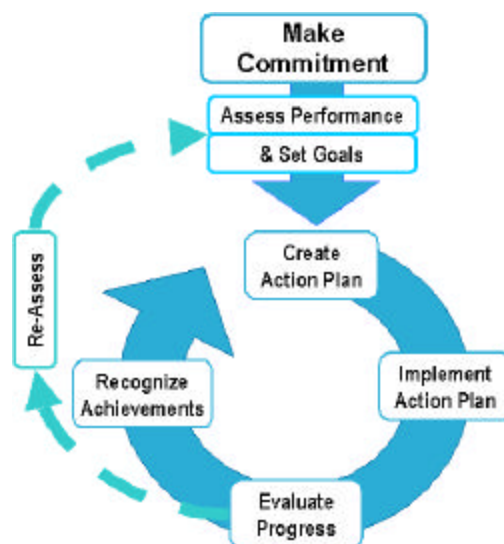 Make
Commitment
Assess Performance
& Set Goals
Create
Action Plan
Re-Assess
Recognize
Achievements
Implement
Action Plan
Evaluate
Progress